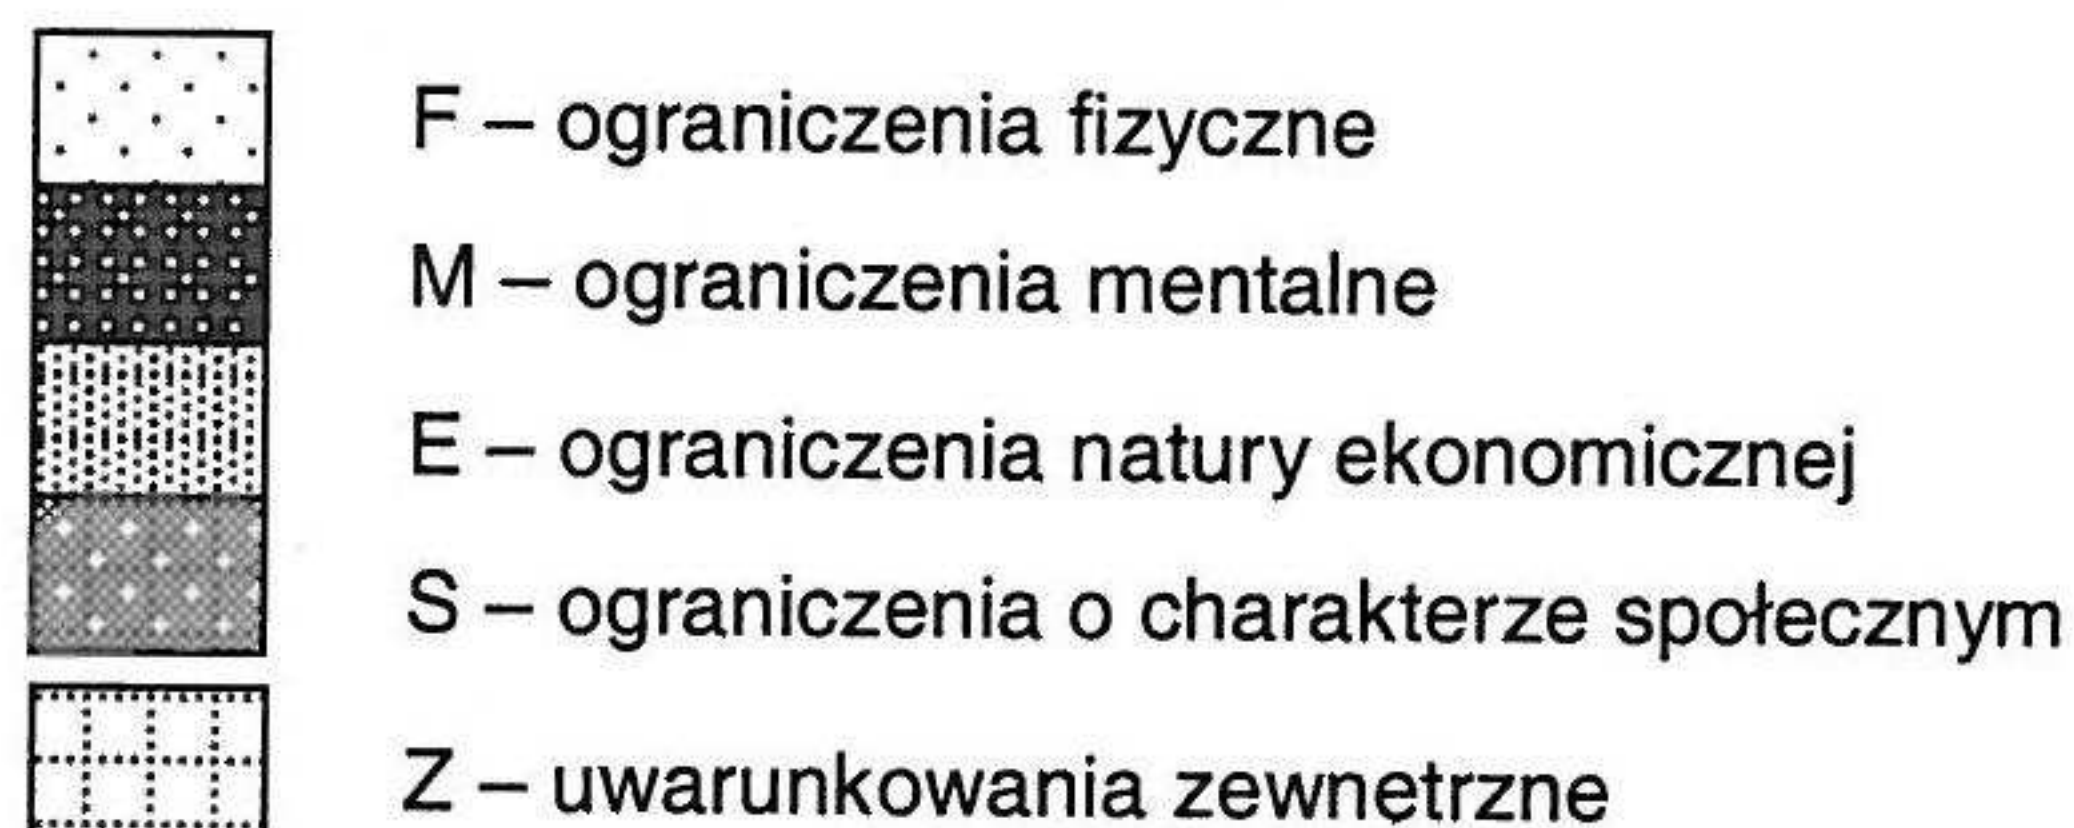 F – ograniczenia fizyczne
M – ograniczenia mentalne
E – ograniczenia natury ekonomicznej
S – ograniczenia o charakterze społecznym
Z – uwarunkowania zewnętrzne